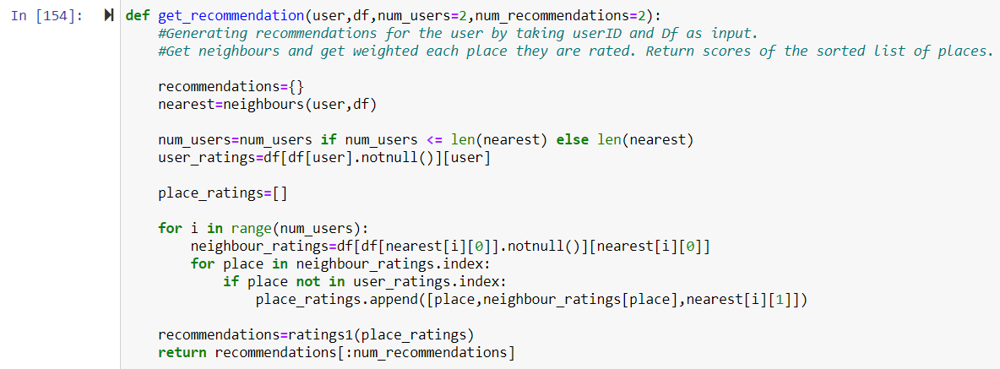 In [154]: def get_recommendation(user,df,num_users=2,num_recommendations=2):
    #Generating recommendations for the user by taking userID and Df as input.
    #Get neighbours and get weighted each place they are rated. Return scores of the sorted list of places.
    recommendations={}
    nearest=neighbours(user,df)
    num_users=num_users if num_users <= len(nearest) else len(nearest)
    user_ratings=df[df[user].notnull()][user]
    place_ratings=[]
    for i in range(num_users):
        neighbour_ratings=df[df[nearest[i][0]].notnull()][nearest[i][0]]
        for place in neighbour_ratings.index:
            if place not in user_ratings.index:
                place_ratings.append([place,neighbour_ratings[place],nearest[i][1]])
    recommendations=ratings1(place_ratings)
    return recommendations[:num_recommendations]